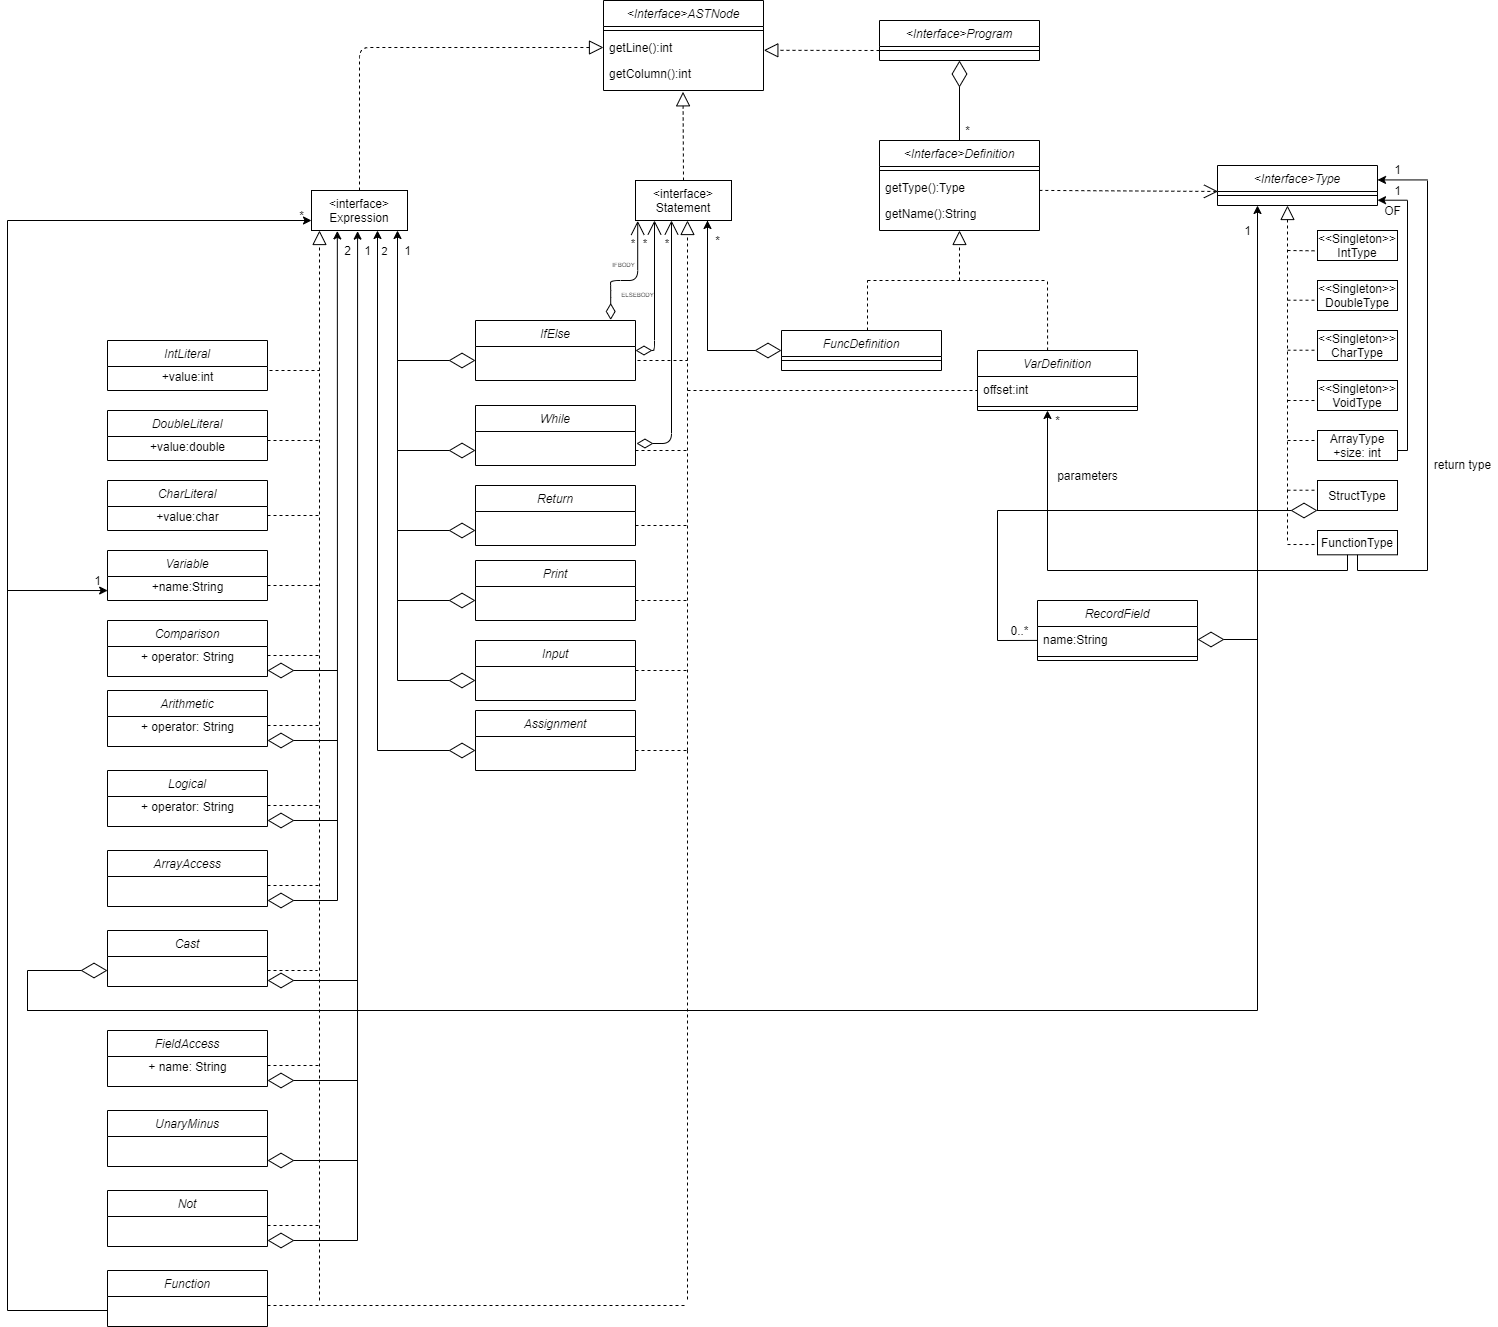 <Interface>ASTNode
getLine():int
getColumn():int
<Interface>Program
*
<Interface>Definition
getType():Type
getName():String
<Interface>Type
1
1
OF
1
<interface>
Expression
*
2
1
2
1
<interface>
Statement
*
*
*
*
IFBODY
ELSEBODY
<<Singleton>>
IntType
<<Singleton>>
DoubleType
<<Singleton>>
CharType
<<Singleton>>
VoidType
ArrayType
+size: int
StructType
FunctionType
return type
IntLiteral
+value:int
DoubleLiteral
+value:double
CharLiteral
+value:char
Variable
+name:String
1
Comparison
+ operator: String
Arithmetic
+ operator: String
Logical
+ operator: String
ArrayAccess
Cast
FieldAccess
+ name: String
UnaryMinus
Not
Function
IfElse
While
Return
Print
Input
Assignment
FuncDefinition
VarDefinition
offset:int
*
parameters
RecordField
name:String
0..*